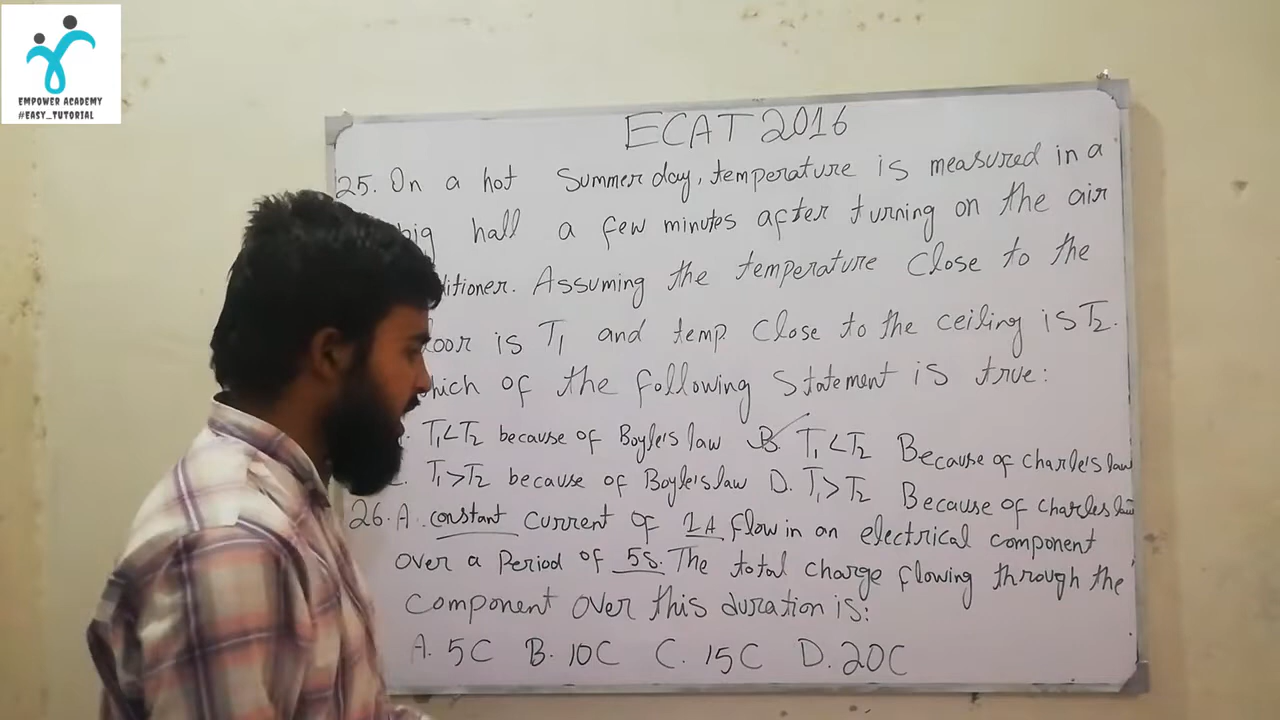 EMPOWER ACADEMY
#EASY_TUTORIAL
ECAT 2016
25. On a hot Summer day, temperature is measured in a
big hall a few minutes after turning on the air
ditioner. Assuming the temperature Close to the
loor is T₁ and temp. Close to the ceiling is T₂.
hich of the following Statement is true:
T₁<T₂ because of Boyle's law B. T₁<T₂ Because of charle's law
T₁>T₂ because of Boyle's law D. T₁>T₂ Because of charles law
26. A constant current of 1A flow in an electrical component
over a Period of 5s. The total charge flowing through the
component over this duration is:
A. 5C B. 10C C. 15C D. 20C